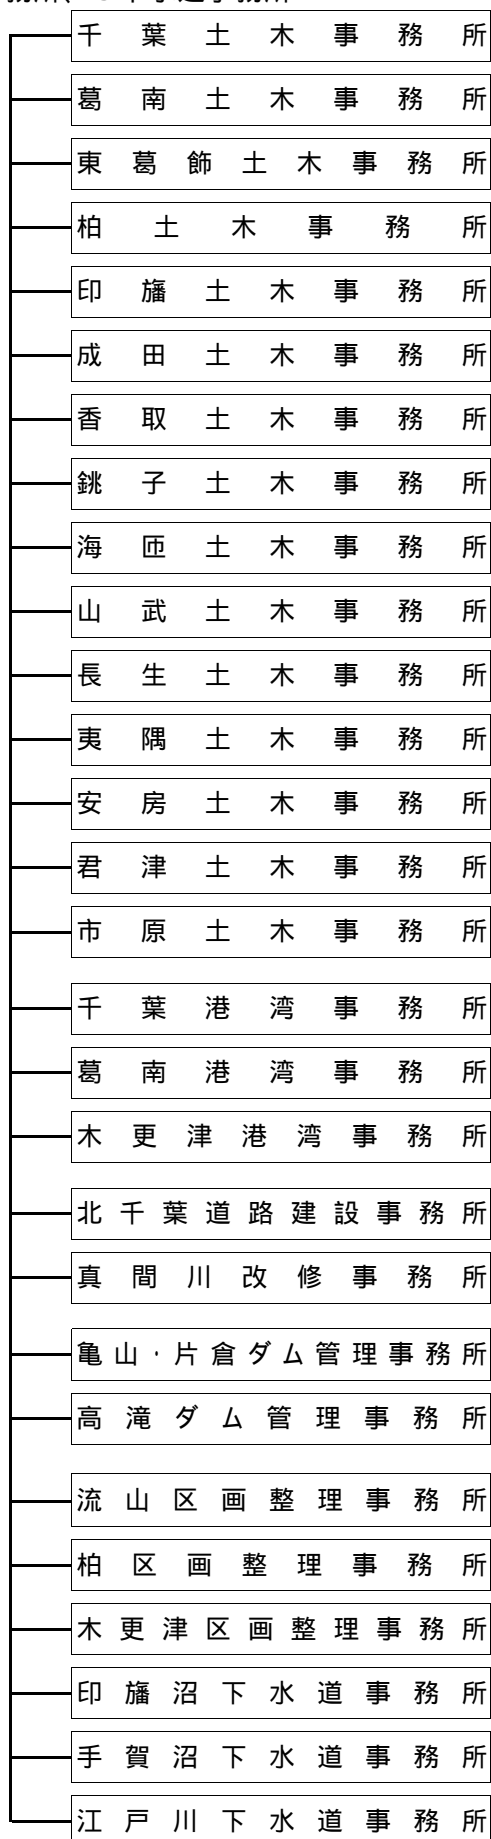 千葉土木事務所
葛南土木事務所
東葛飾土木事務所
柏土木事務所
印旛土木事務所
成田土木事務所
香取土木事務所
銚子土木事務所
海匝土木事務所
山武土木事務所
長生土木事務所
夷隅土木事務所
安房土木事務所
君津土木事務所
市原土木事務所
千葉港湾事務所
葛南港湾事務所
木更津港湾事務所
北千葉道路建設事務所
真間川改修事務所
亀山・片倉ダム管理事務所
高滝ダム管理事務所
流山区画整理事務所
柏区画整理事務所
木更津区画整理事務所
印旛沼下水道事務所
手賀沼下水道事務所
江戸川下水道事務所